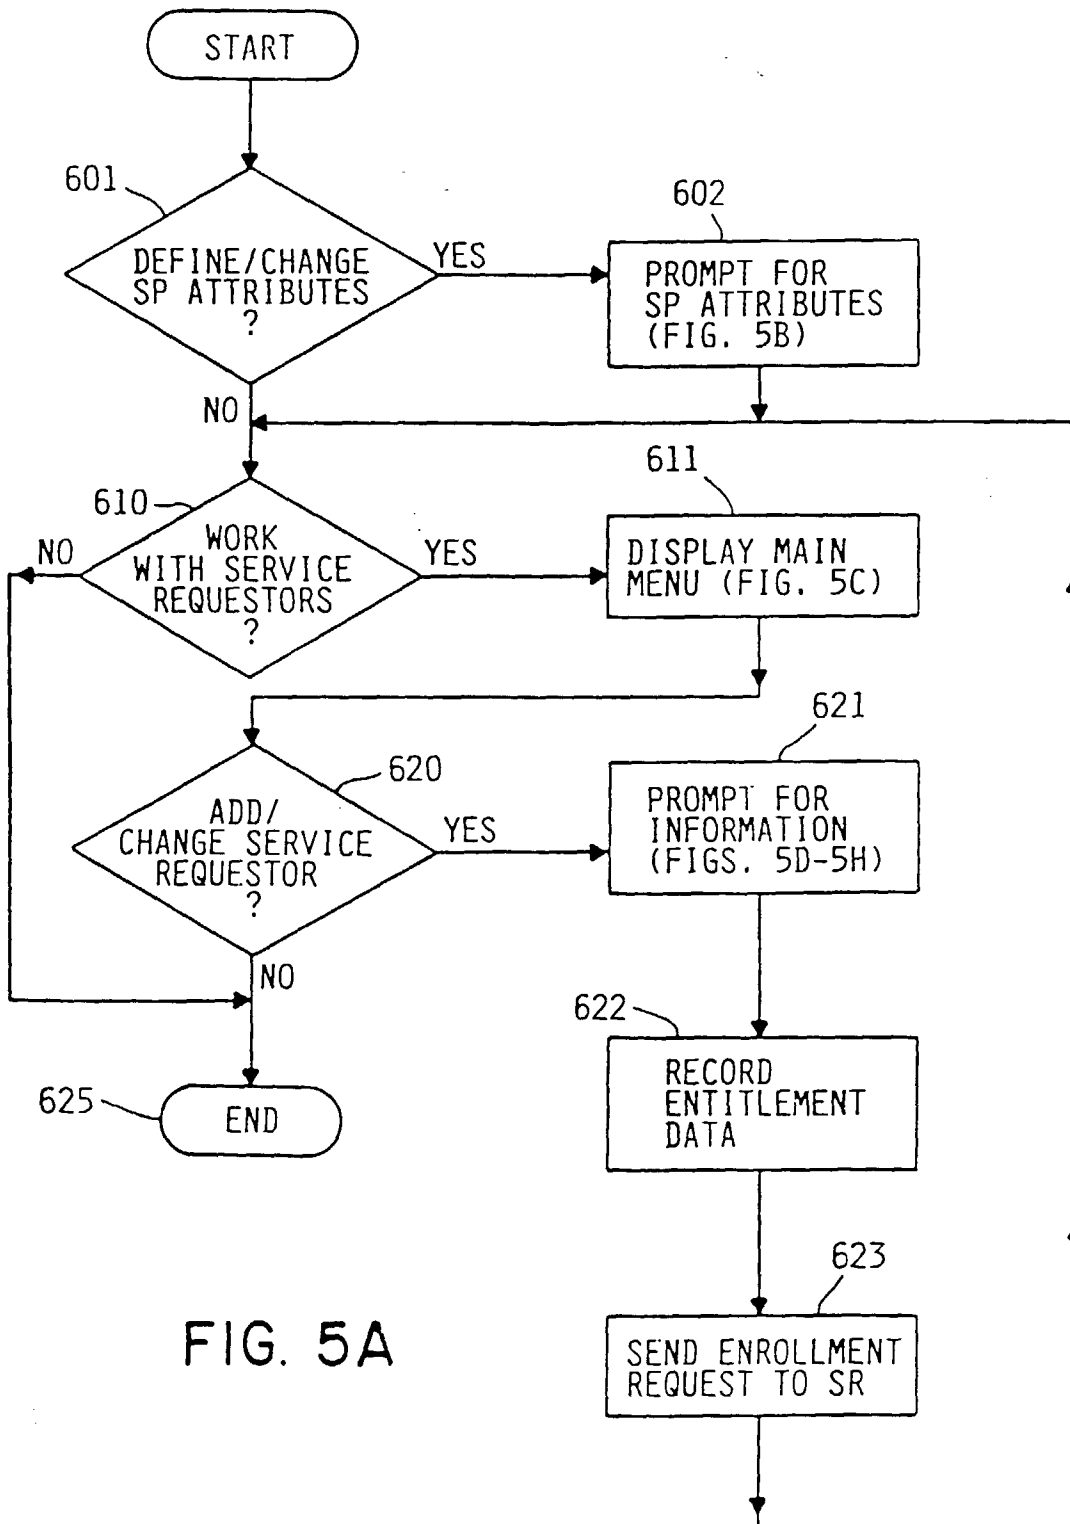 START
601
DEFINE/CHANGE
SP ATTRIBUTES
?
YES
602
PROMPT FOR
SP ATTRIBUTES
(FIG. 5B)
NO
610
WORK
WITH SERVICE
REQUESTORS
?
NO
YES
611
DISPLAY MAIN
MENU (FIG. 5C)
620
ADD/
CHANGE SERVICE
REQUESTOR
?
YES
621
PROMPT FOR
INFORMATION
(FIGS. 5D-5H)
NO
622
RECORD
ENTITLEMENT
DATA
625
END
623
SEND ENROLLMENT
REQUEST TO SR
FIG. 5A